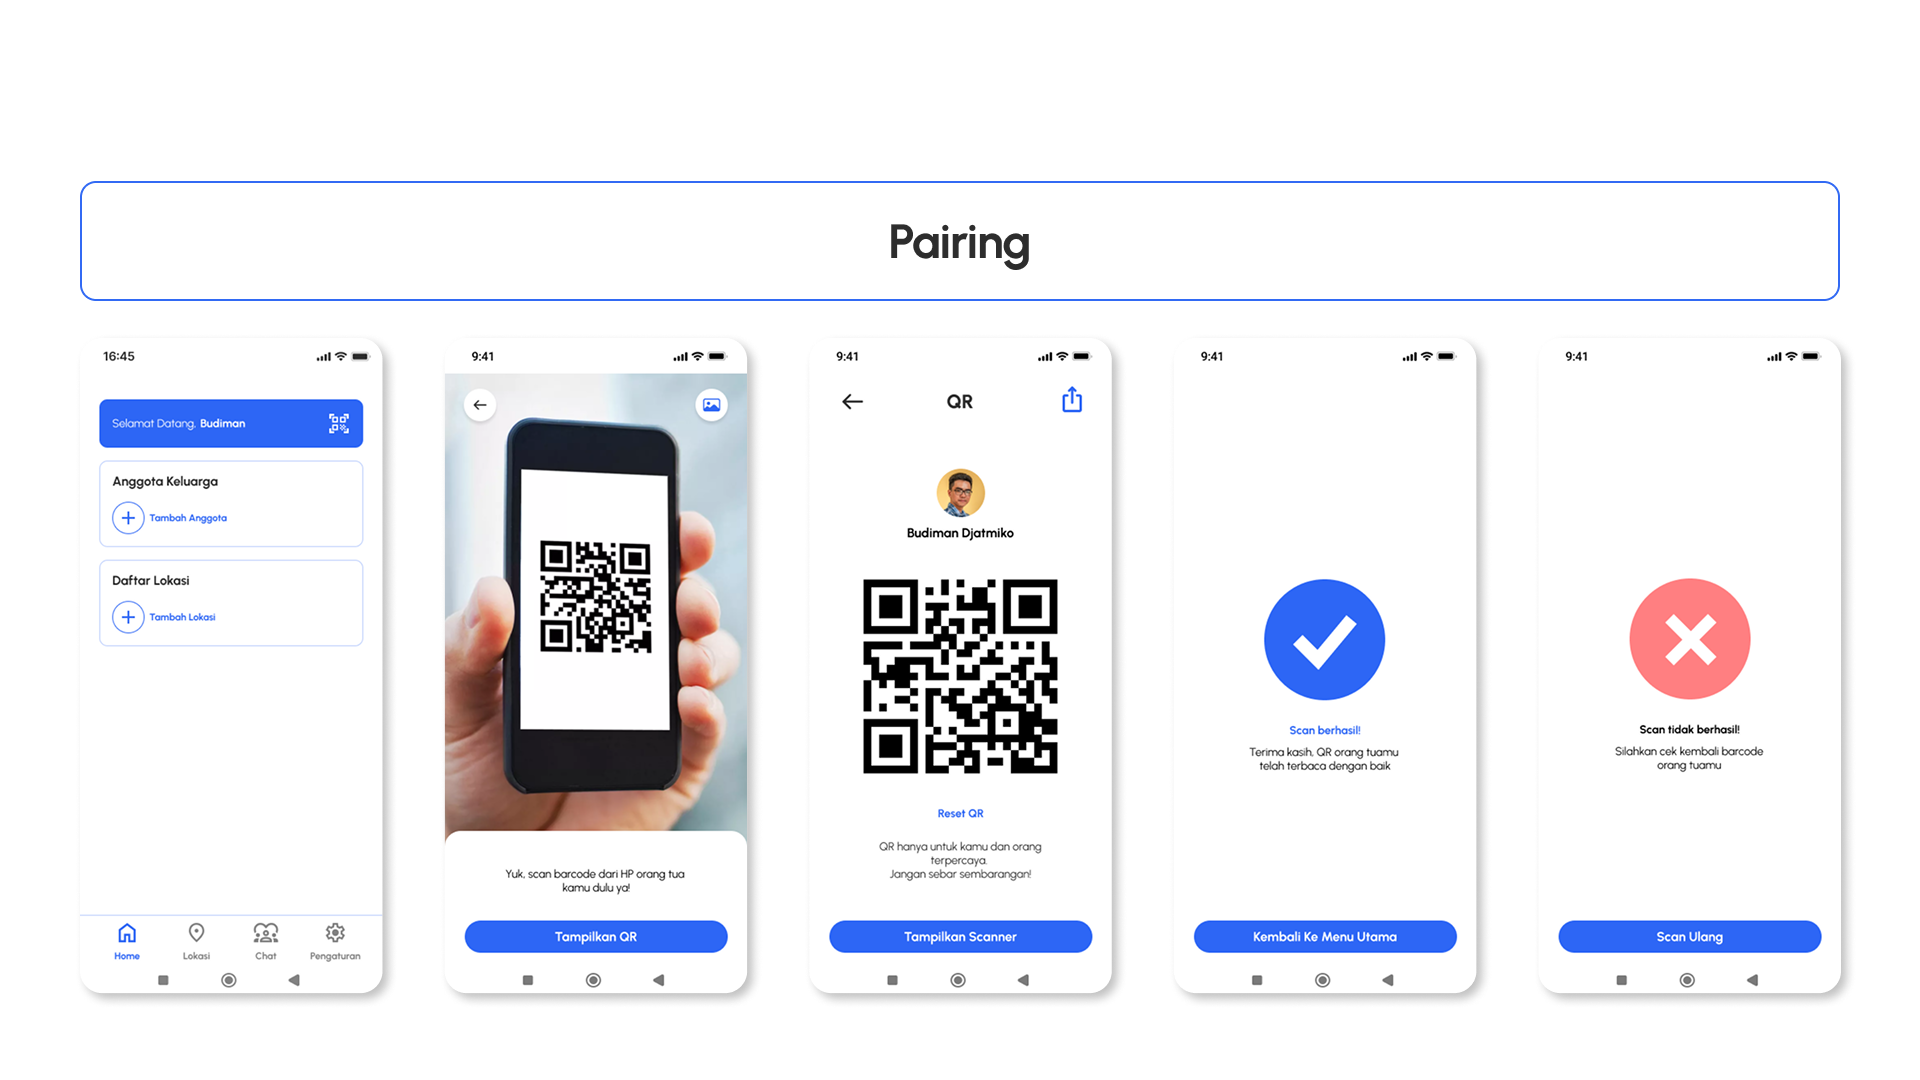 Pairing
16:45
Selamat Datang, Budiman
Anggota Keluarga
Tambah Anggota
Daftar Lokasi
Tambah Lokasi
Home
Lokasi
Chat
Pengaturan
9:41
Yuk, scan barcode dari HP orang tua
kamu dulu ya!
Tampilkan QR
9:41
QR
Budiman Djatmiko
Reset QR
QR hanya untuk kamu dan orang
terpercaya.
Jangan sebar sembarangan!
Tampilkan Scanner
9:41
Scan berhasil!
Terima kasih, QR orang tuamu
telah terbaca dengan baik
Kembali Ke Menu Utama
9:41
Scan tidak berhasil!
Silahkan cek kembali barcode
orang tuamu
Scan Ulang